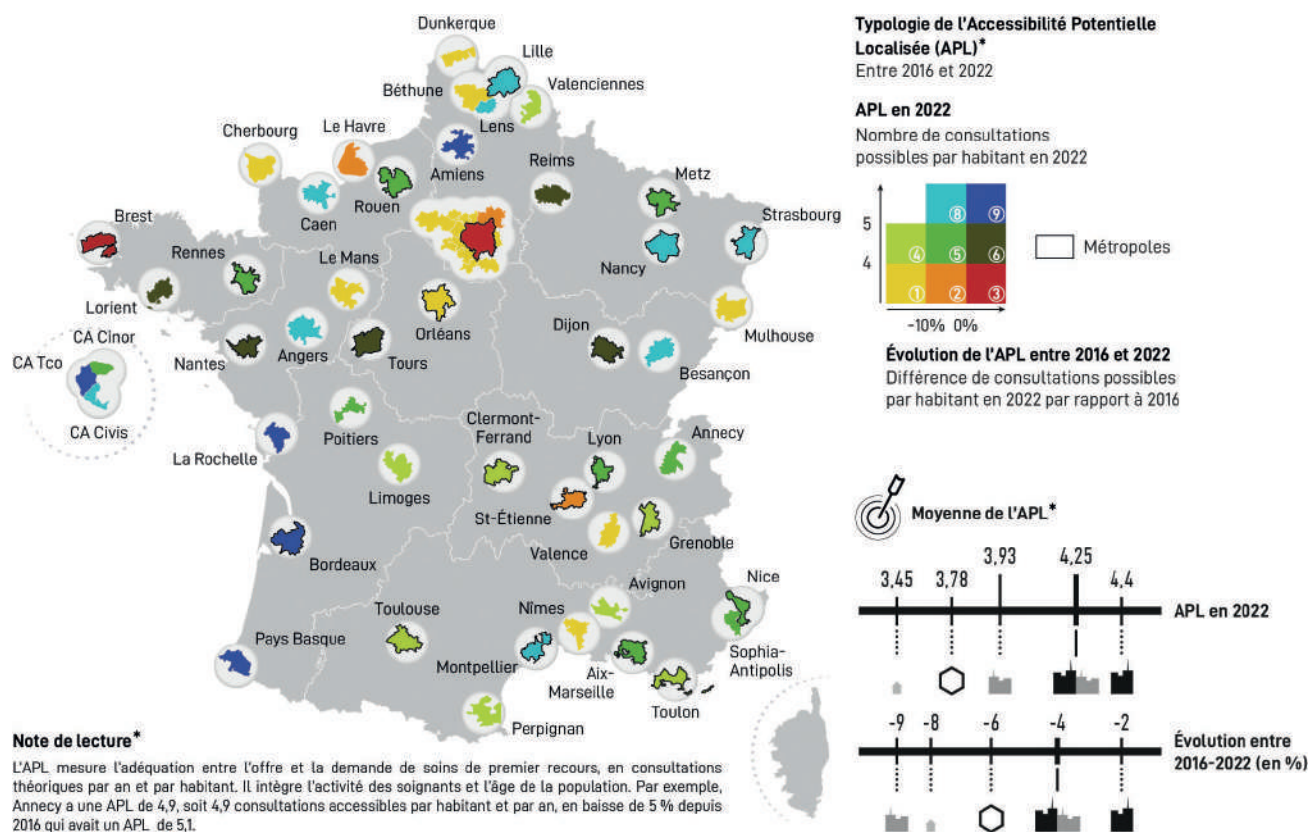 Dunkerque
Lille
Béthune
Valenciennes
Lens
Cherbourg
Le Havre
Amiens
Reims
Metz
Caen
Rouen
Strasbourg
Brest
Rennes
Le Mans
Nancy
Lorient
Orléans
Mulhouse
Nantes
Angers
Tours
Dijon
Besançon
CA Cinor
CA Tco
CA Civis
Poitiers
La Rochelle
Clermont-
Ferrand
Lyon
Annecy
Limoges
St-Étienne
Bordeaux
Valence
Grenoble
Avignon
Nice
Toulouse
Nîmes
Pays Basque
Montpellier
Aix-
Marseille
Sophia-
Antipolis
Toulon
Perpignan
Note de lecture*
L'APL mesure l'adéquation entre l'offre et la demande de soins de premier recours, en consultations
théoriques par an et par habitant. Il intègre l'activité des soignants et l'âge de la population. Par exemple,
Annecy a une APL de 4,9, soit 4,9 consultations accessibles par habitant et par an, en baisse de 5 % depuis
2016 qui avait un APL de 5,1.
Typologie de l'Accessibilité Potentielle
Localisée (APL)*
Entre 2016 et 2022
APL en 2022
Nombre de consultations
possibles par habitant en 2022
⑧ ⑨
5
④ ⑤ ⑥
4
① ② ③
-10% 0%
Métropoles
Évolution de l'APL entre 2016 et 2022
Différence de consultations possibles
par habitant en 2022 par rapport à 2016
Moyenne de l'APL*
3,45 3,78 3,93 4,25 4,4
APL en 2022
-9 -8 -6 -4 -2
Évolution entre
2016-2022 (en %)